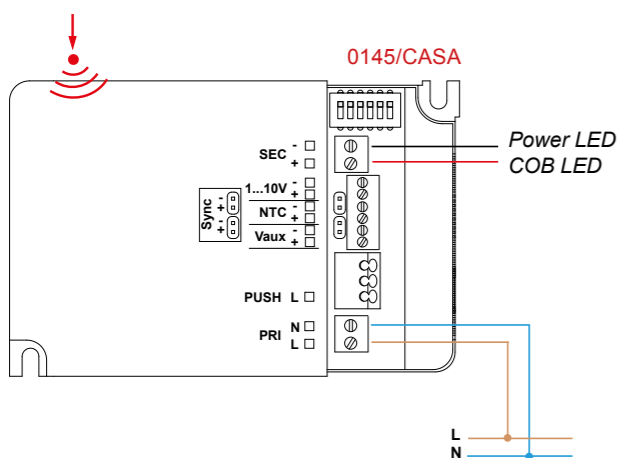 0145/CASA
SEC -
+
Power LED
COB LED
1...10V -
+
NTC -
+
Vaux -
+
Sync + -
+ -
PUSH L
PRI N
L
L
N